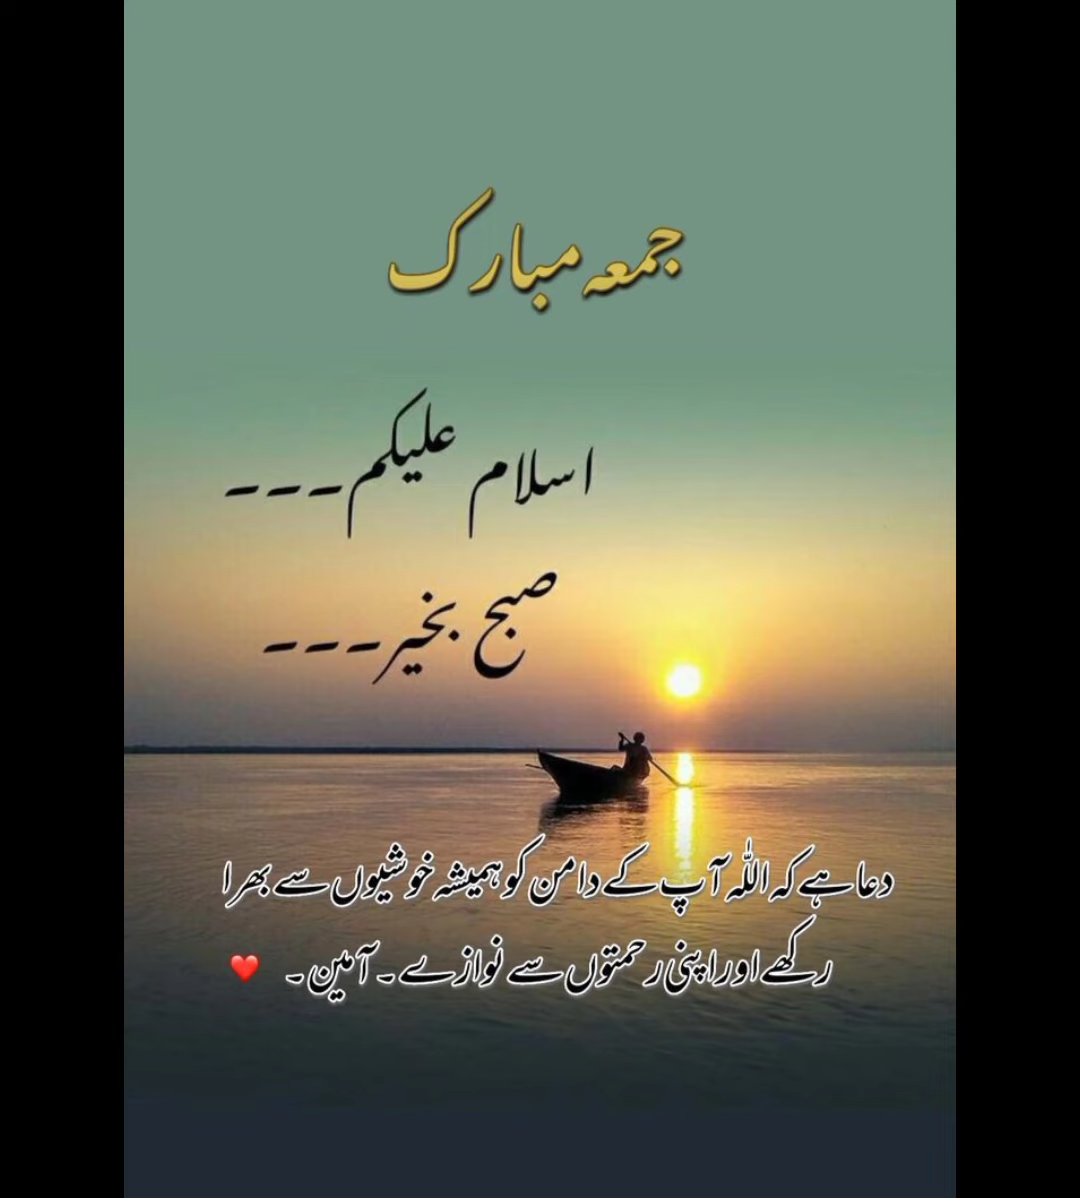 جمعہ مبارک
اسلام علیکم۔۔۔
صبح بخیر۔۔۔
دعا ہے کہ اللہ آپ کے دامن کو ہمیشہ خوشیوں سے بھرا
رکھے اور اپنی رحمتوں سے نوازے ۔ آمین ۔ ❤️